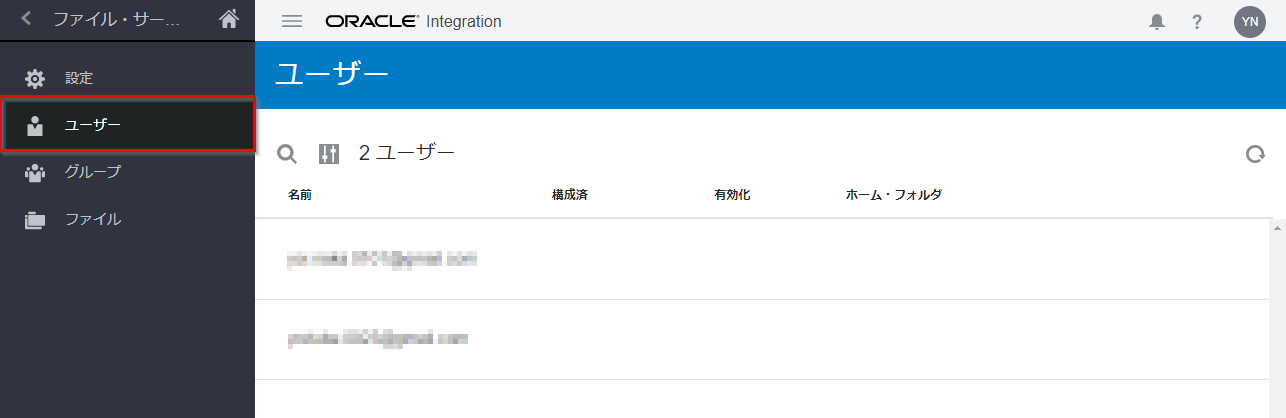 ファイル・サー...
設定
ユーザー
グループ
ファイル
ORACLE® Integration
?
YN
ユーザー
2 ユーザー
名前 構成済 有効化 ホーム・フォルダ